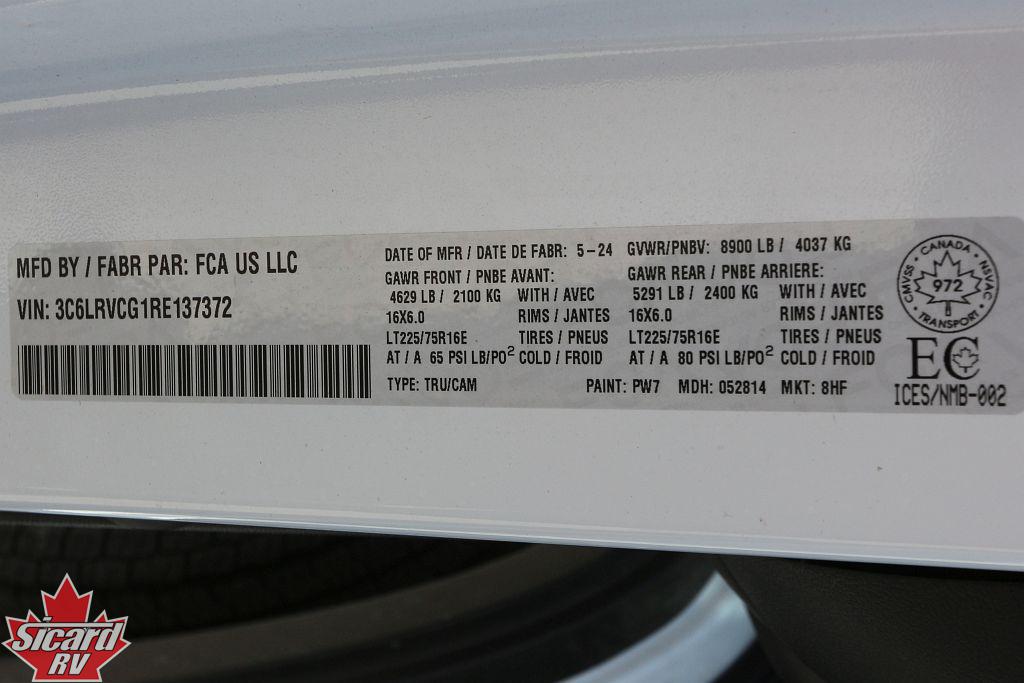 MFD BY / FABR PAR: FCA US LLC
VIN: 3C6LRVCG1RE137372
DATE OF MFR / DATE DE FABR: 5-24
GAWR FRONT / PNBE AVANT:
4629 LB / 2100 KG WITH / AVEC
16X6.0 RIMS / JANTES
LT225/75R16E TIRES / PNEUS
AT / A 65 PSI LB/PO² COLD / FROID
GVWR/PNBV: 8900 LB / 4037 KG
GAWR REAR / PNBE ARRIERE:
5291 LB / 2400 KG WITH / AVEC
16X6.0 RIMS / JANTES
LT225/75R16E TIRES / PNEUS
AT / A 80 PSI LB/PO² COLD / FROID
TYPE: TRU/CAM PAINT: PW7 MDH: 052814 MKT: 8HF
CANADA
CMVSS 972 NSVAC
TRANSPORT
EC
ICES/NMB-002
Sicard
RV